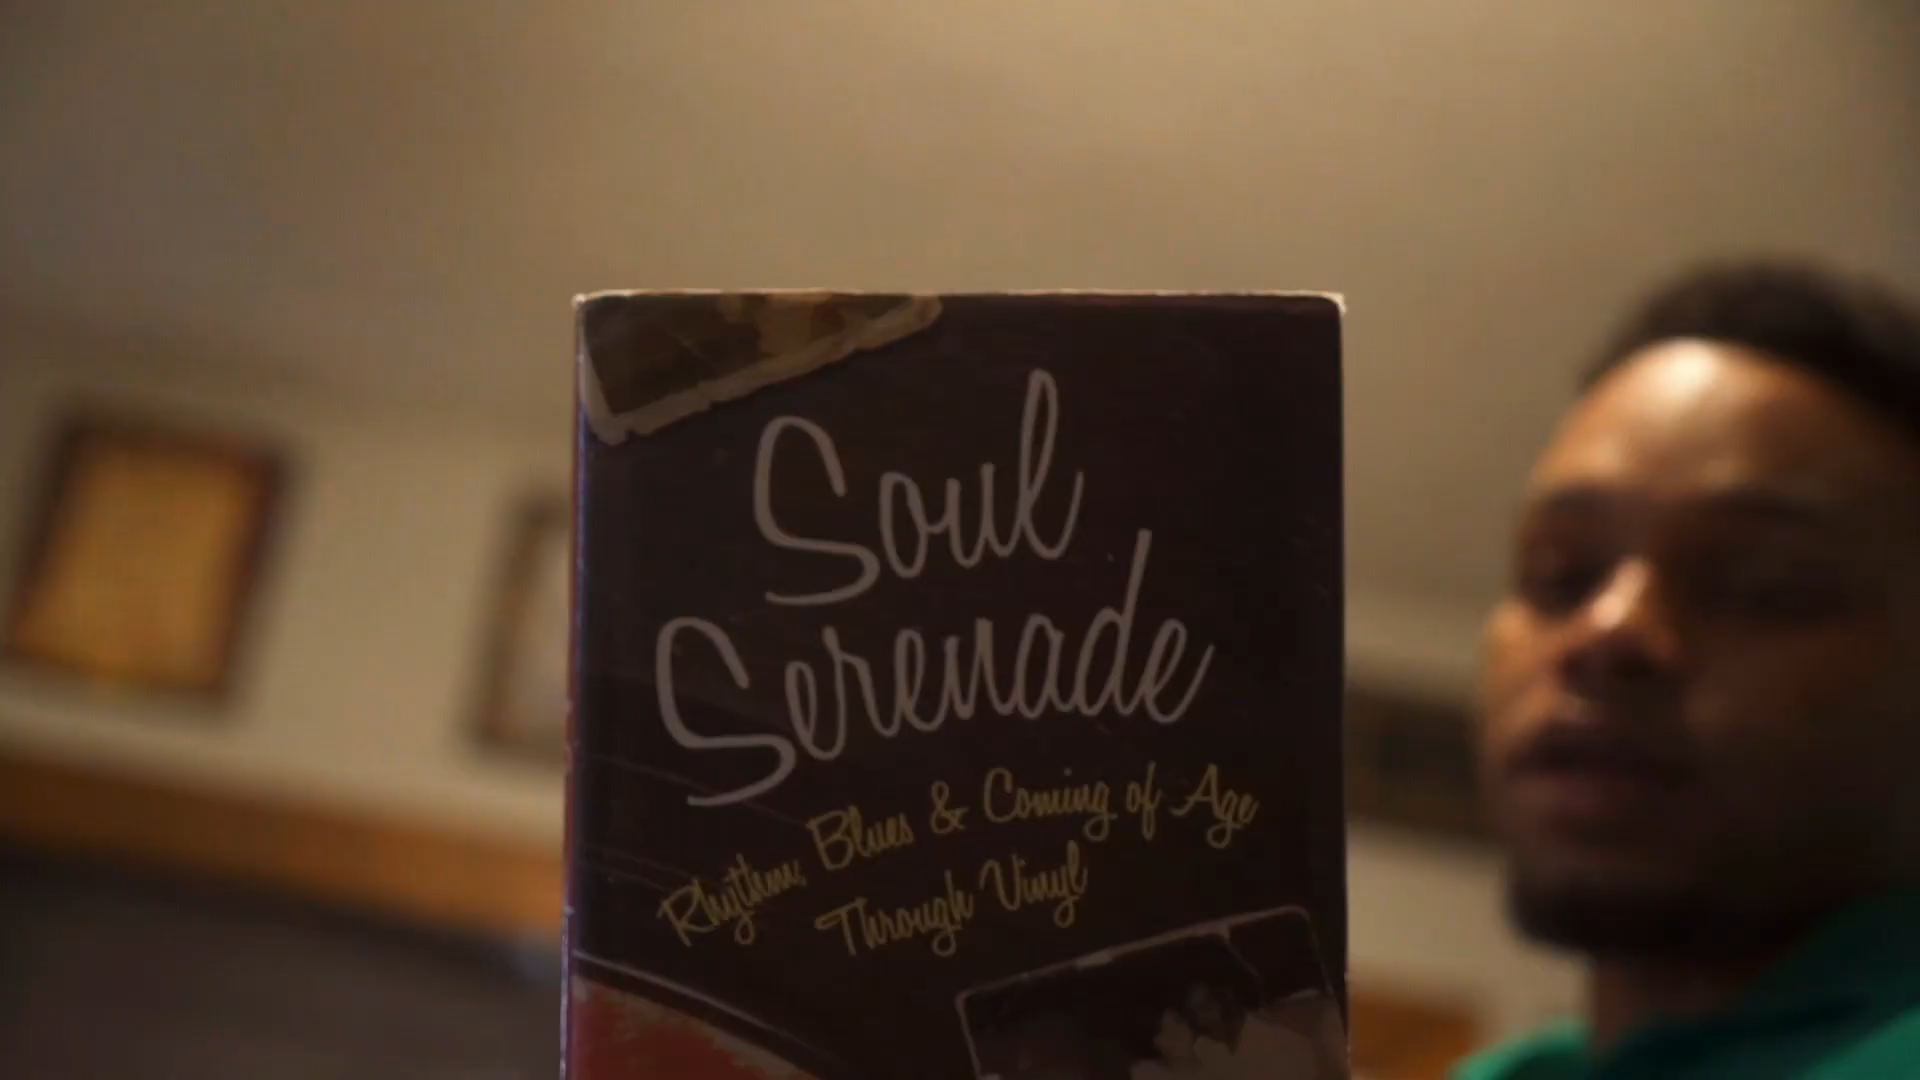 Soul
Serenade
Rhythm, Blues & Coming of Age
Through Vinyl